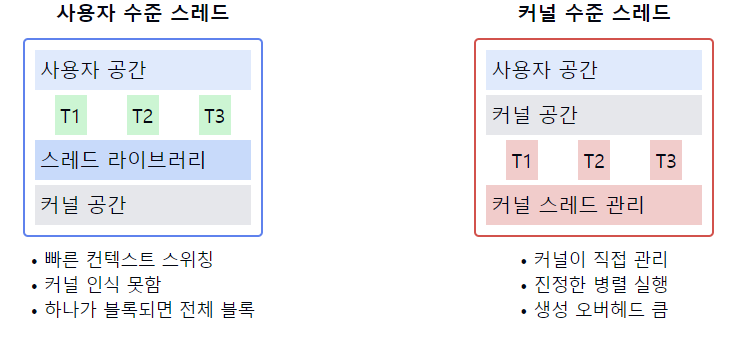 사용자 수준 스레드
사용자 공간
T1 T2 T3
스레드 라이브러리
커널 공간
• 빠른 컨텍스트 스위칭
• 커널 인식 못함
• 하나가 블록되면 전체 블록
커널 수준 스레드
사용자 공간
커널 공간
T1 T2 T3
커널 스레드 관리
• 커널이 직접 관리
• 진정한 병렬 실행
• 생성 오버헤드 큼